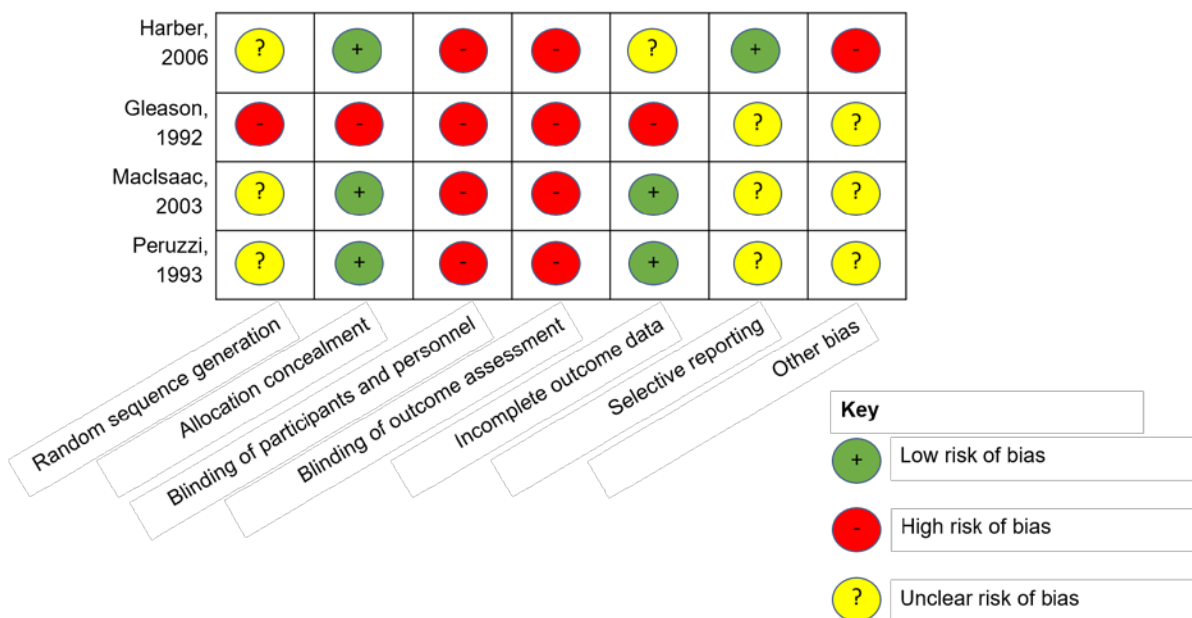 Harber,
2006
? + - - ? + -
Gleason,
1992
- - - - - ? ?
MacIsaac,
2003
? + - - + ? ?
Peruzzi,
1993
? + - - + ? ?
Random sequence generation
Allocation concealment
Blinding of participants and personnel
Blinding of outcome assessment
Incomplete outcome data
Selective reporting
Other bias
Key
+ Low risk of bias
- High risk of bias
? Unclear risk of bias